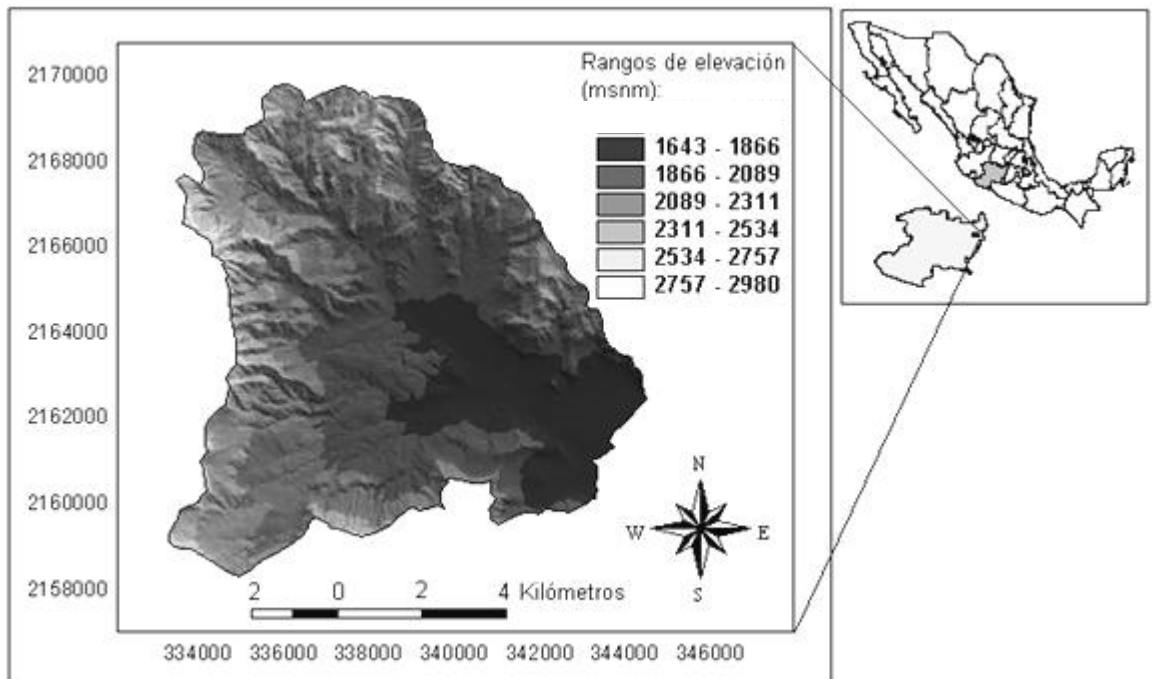 Rangos de elevación
(msnm):
1643 - 1866
1866 - 2089
2089 - 2311
2311 - 2534
2534 - 2757
2757 - 2980
2170000
2168000
2166000
2164000
2162000
2160000
2158000
N
W E
S
2 0 2 4 Kilómetros
334000 336000 338000 340000 342000 344000 346000